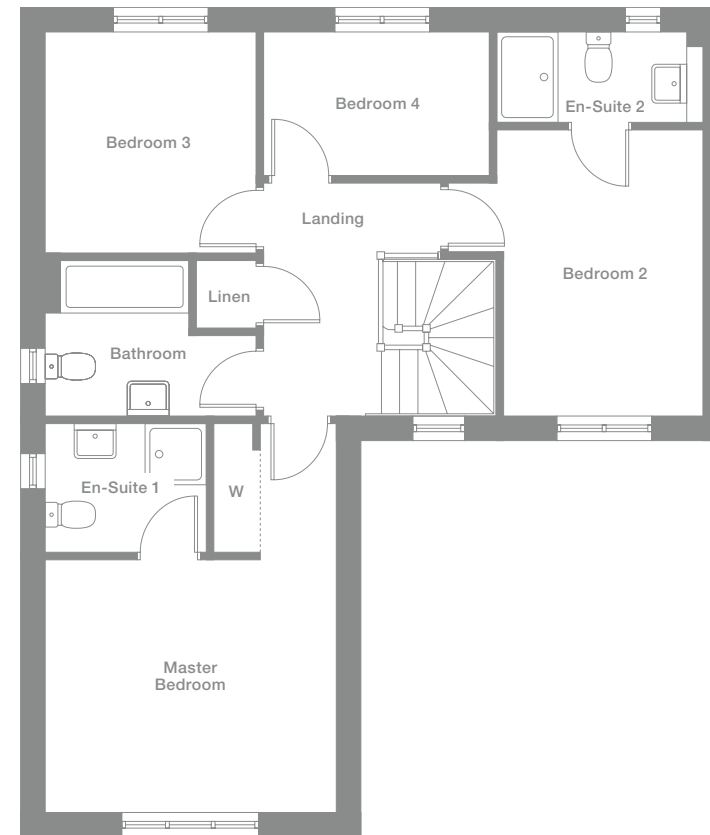 Bedroom 4
En-Suite 2
Bedroom 3
Landing
Bedroom 2
Linen
Bathroom
En-Suite 1
W
Master
Bedroom